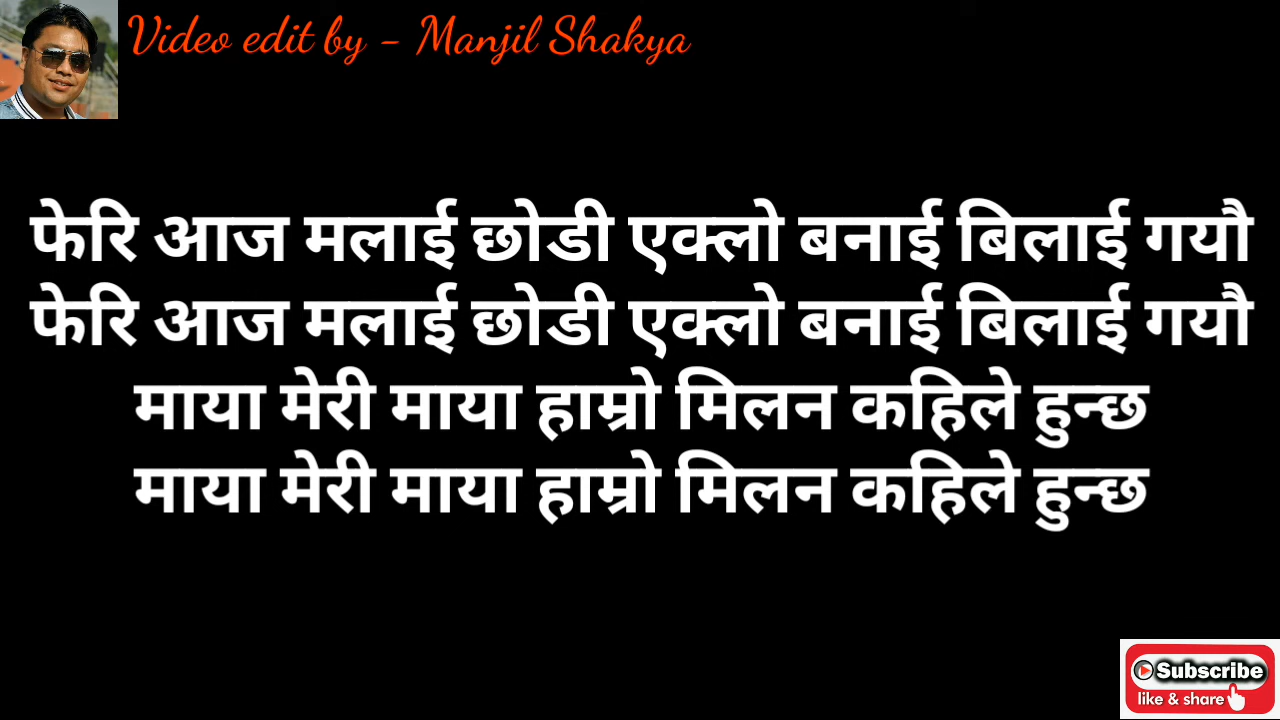 Video edit by - Manjil Shakya
फेरि आज मलाई छोडी एक्लो बनाई बिलाई गयौ
फेरि आज मलाई छोडी एक्लो बनाई बिलाई गयौ
माया मेरी माया हाम्रो मिलन कहिले हुन्छ
माया मेरी माया हाम्रो मिलन कहिले हुन्छ
Subscribe
like & share